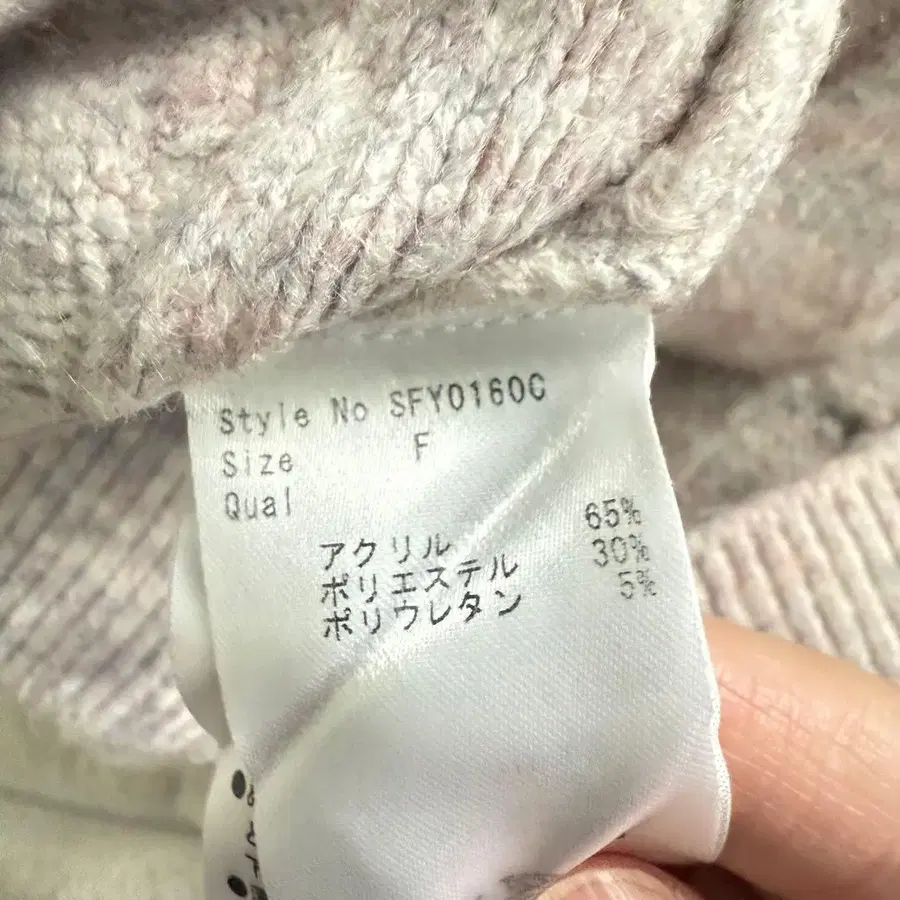 Style No SFY0160C
Size F
Qual
アクリル 65%
ポリエステル 30%
ポリウレタン 5%